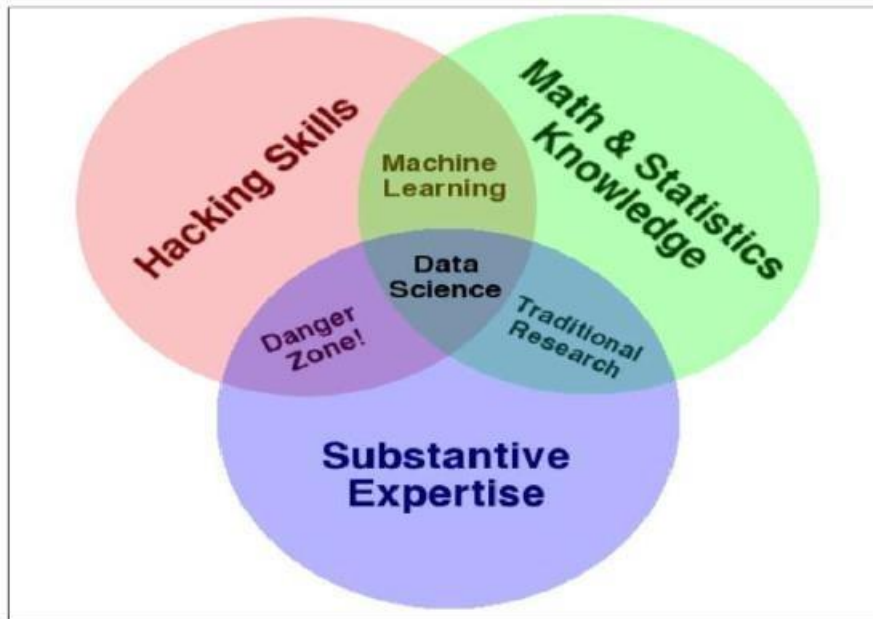 Hacking Skills
Math & Statistics
Knowledge
Machine
Learning
Data
Science
Danger
Zone!
Traditional
Research
Substantive
Expertise